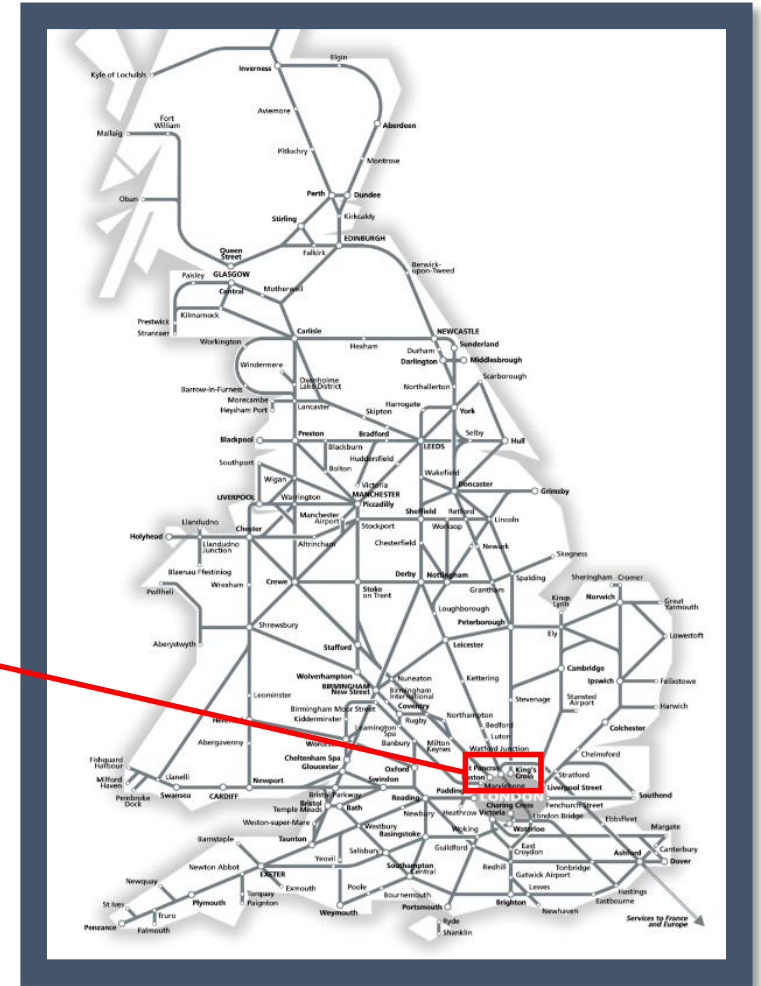 Elgin
Inverness
Kyle of Lochalsh
Aviemore
Fort
William
Mallaig
Aberdeen
Pitlochry
Montrose
Perth
Dundee
Oban
Kirkcaldy
Stirling
EDINBURGH
Queen
Street
Falkirk
Berwick-
upon-Tweed
Paisley
GLASGOW
Central
Motherwell
Prestwick
Kilmarnock
Stranraer
Carlisle
NEWCASTLE
Workington
Hexham
Sunderland
Durham
Darlington
Middlesbrough
Windermere
Scarborough
Oxenholme
Lake District
Northallerton
Barrow-in-Furness
Morecambe
Lancaster
Harrogate
York
Heysham Port
Skipton
Preston
Bradford
Selby
Blackpool
Blackburn
LEEDS
Hull
Huddersfield
Southport
Bolton
Wakefield
Wigan
Victoria
Doncaster
Grimsby
MANCHESTER
LIVERPOOL
Warrington
Piccadilly
Sheffield
Retford
Manchester
Airport
Lincoln
Llandudno
Stockport
Worksop
Chester
Holyhead
Llandudno
Junction
Altrincham
Chesterfield
Newark
Skegness
Blaenau Ffestiniog
Derby
Nottingham
Spalding
Sheringham
Cromer
Pwllheli
Wrexham
Crewe
Stoke
on Trent
Grantham
Kings
Lynn
Norwich
Great
Yarmouth
Loughborough
Peterborough
Shrewsbury
Ely
Lowestoft
Aberystwyth
Stafford
Leicester
Wolverhampton
Nuneaton
Kettering
Cambridge
BIRMINGHAM
New Street
Birmingham
International
Ipswich
Felixstowe
Leominster
Coventry
Stevenage
Stansted
Airport
Birmingham Moor Street
Northampton
Harwich
Kidderminster
Rugby
Bedford
Leamington
Spa
Luton
Colchester
Abergavenny
Banbury
Milton
Keynes
Watford Junction
Chelmsford
Cheltenham Spa
Gloucester
Oxford
King's
Cross
Stratford
Fishguard
Harbour
Swindon
Marylebone
Liverpool Street
Milford
Haven
Llanelli
Newport
Bristol Parkway
Reading
LONDON
Southend
Pembroke
Dock
Swansea
CARDIFF
Bristol
Temple Meads
Bath
Charing Cross
Fenchurch Street
Newbury
Heathrow
Victoria
London Bridge
Ebbsfleet
Weston-super-Mare
Westbury
Basingstoke
Waterloo
Margate
Barnstaple
Taunton
Woking
East
Croydon
Canterbury
Salisbury
Guildford
Ashford
Dover
Newton Abbot
Yeovil
Southampton
Central
Redhill
Tonbridge
EXETER
Gatwick Airport
Newquay
Exmouth
Poole
Lewes
Hastings
Torquay
Bournemouth
Eastbourne
St Ives
Plymouth
Paignton
Portsmouth
Brighton
Newhaven
Truro
Weymouth
Ryde
Services to France
and Europe
Penzance
Falmouth
Shanklin